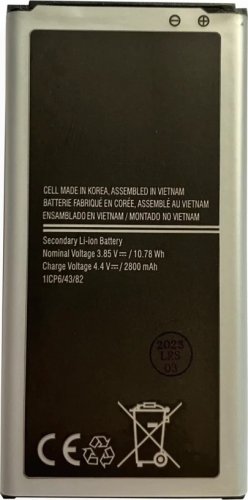 CELL MADE IN KOREA, ASSEMBLED IN VIETNAM
BATTERIE FABRIQUÉ EN CORÉE, ASSEMBLÉ AU VIETNAM
ENSAMBLADO EN VIETNAM / MONTADO NO VIETNAM
Secondary Li-ion Battery
Nominal Voltage 3.85 V⎓ / 10.78 Wh
Charge Voltage 4.4 V⎓ / 2800 mAh
1ICP6/43/82
2023
LPS
03
CE